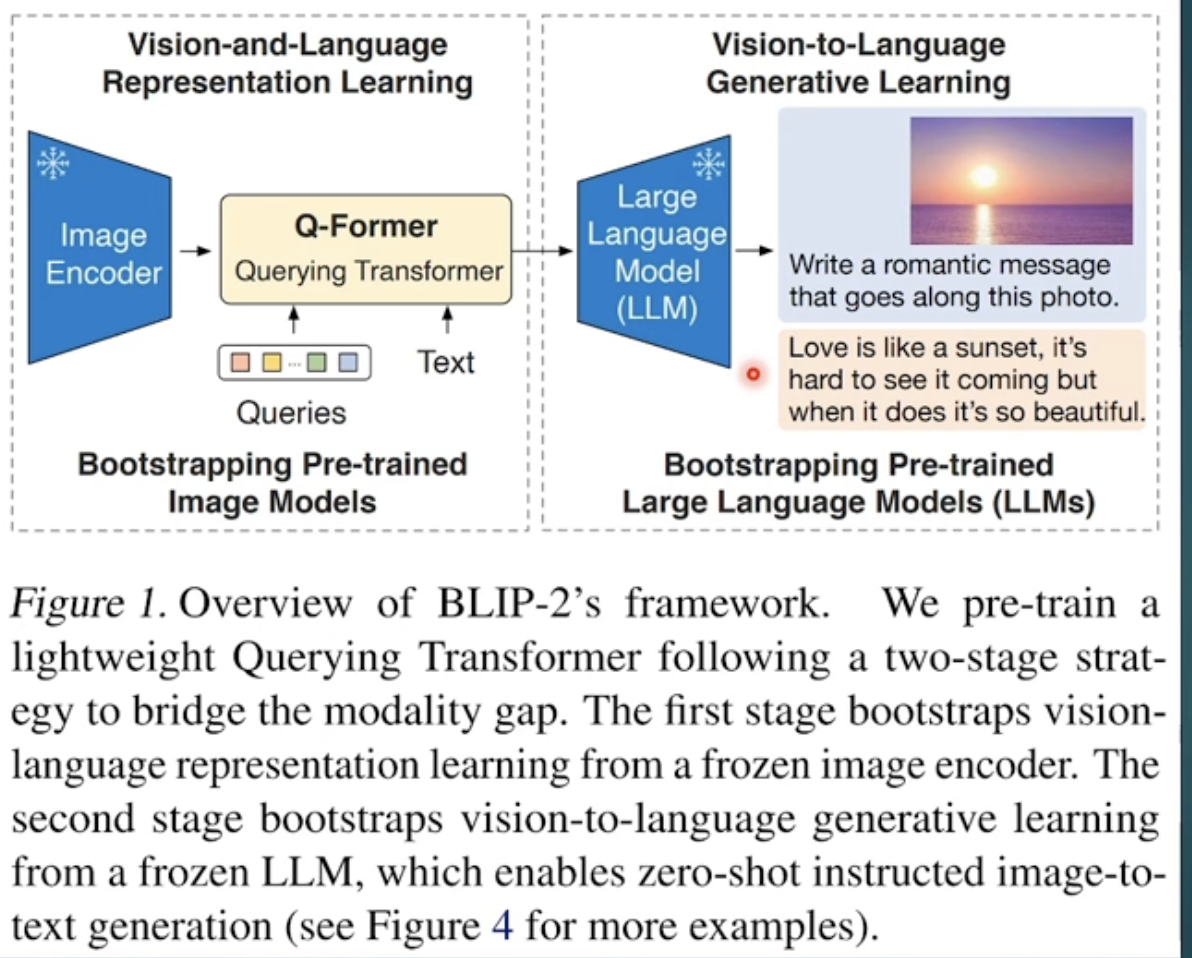 Vision-and-Language
Representation Learning
Image
Encoder
Q-Former
Querying Transformer
...
Queries
Text
Bootstrapping Pre-trained
Image Models
Vision-to-Language
Generative Learning
Large
Language
Model
(LLM)
Write a romantic message
that goes along this photo.
Love is like a sunset, it's
hard to see it coming but
when it does it's so beautiful.
Bootstrapping Pre-trained
Large Language Models (LLMs)
Figure 1. Overview of BLIP-2's framework. We pre-train a
lightweight Querying Transformer following a two-stage strat-
egy to bridge the modality gap. The first stage bootstraps vision-
language representation learning from a frozen image encoder. The
second stage bootstraps vision-to-language generative learning
from a frozen LLM, which enables zero-shot instructed image-to-
text generation (see Figure 4 for more examples).